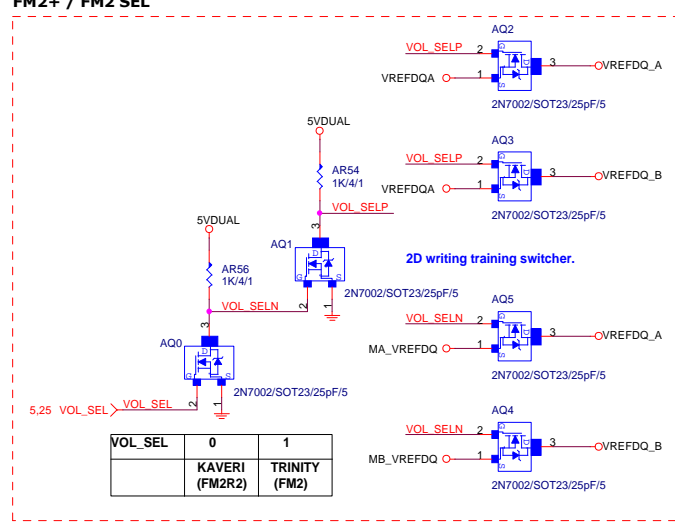 FM2+ / FM2 SEL
AQ2
VOL_SELP
2
G
D
S
3
VREFDQ_A
VREFDQA
1
2N7002/SOT23/25pF/5
5VDUAL
AR54
1K/4/1
VOL_SELP
AQ3
VOL_SELP
2
G
D
S
3
VREFDQ_B
VREFDQA
1
2N7002/SOT23/25pF/5
5VDUAL
AR56
1K/4/1
3
AQ1
D
G
S
2N7002/SOT23/25pF/5
2
1
VOL_SELN
2D writing training switcher.
AQ5
VOL_SELN
2
G
D
S
3
VREFDQ_A
MA_VREFDQ
1
2N7002/SOT23/25pF/5
3
AQ0
D
G
S
2N7002/SOT23/25pF/5
2
1
5,25 VOL_SEL
VOL_SEL
AQ4
VOL_SELN
2
G
D
S
3
VREFDQ_B
MB_VREFDQ
1
2N7002/SOT23/25pF/5
VOL_SEL 0 1
KAVERI (FM2R2) TRINITY (FM2)